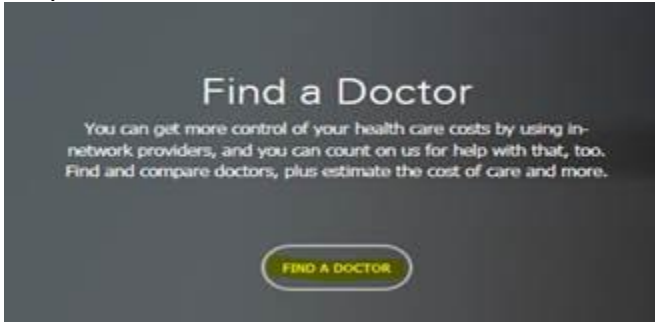 Find a Doctor
You can get more control of your health care costs by using in-
network providers, and you can count on us for help with that, too.
Find and compare doctors, plus estimate the cost of care and more.
FIND A DOCTOR